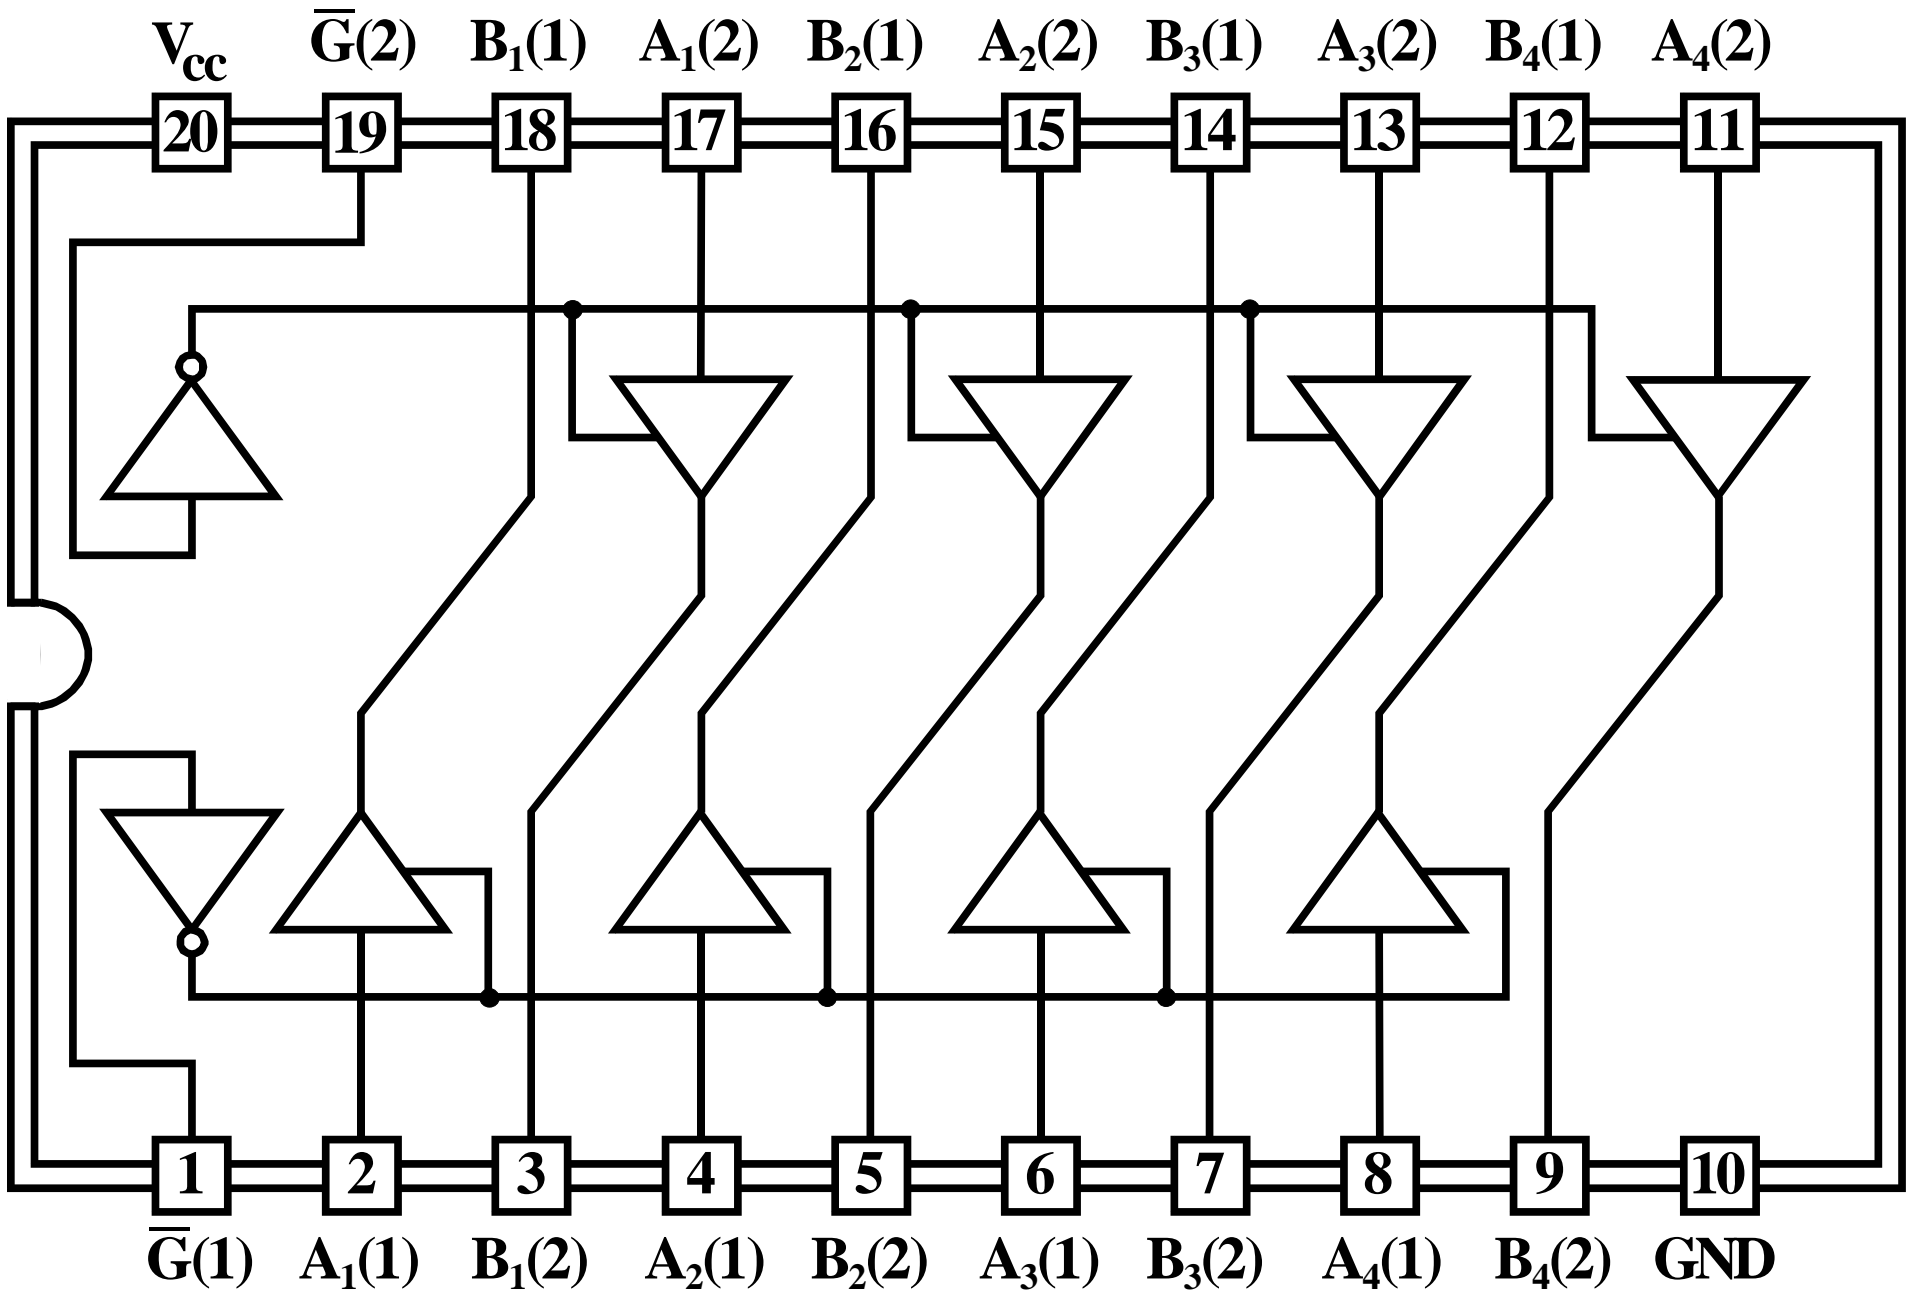 Vcc G̅(2) B₁(1) A₁(2) B₂(1) A₂(2) B₃(1) A₃(2) B₄(1) A₄(2)
20 19 18 17 16 15 14 13 12 11
1 2 3 4 5 6 7 8 9 10
G̅(1) A₁(1) B₁(2) A₂(1) B₂(2) A₃(1) B₃(2) A₄(1) B₄(2) GND